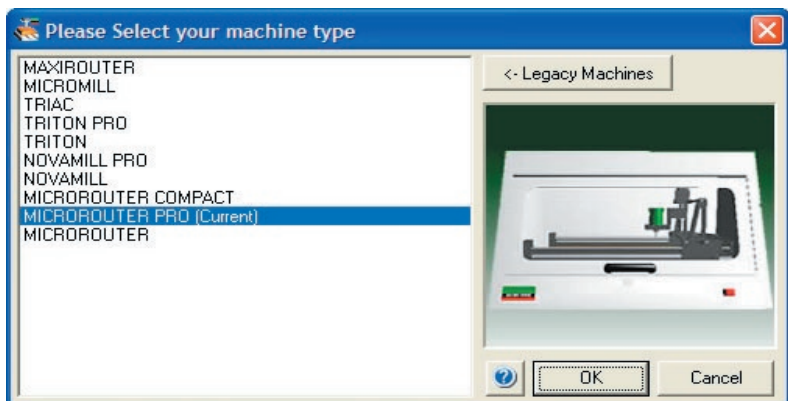 Please Select your machine type
MAXIROUTER
MICROMILL
TRIAC
TRITON PRO
TRITON
NOVAMILL PRO
NOVAMILL
MICROROUTER COMPACT
MICROROUTER PRO (Current)
MICROROUTER
<- Legacy Machines
OK
Cancel